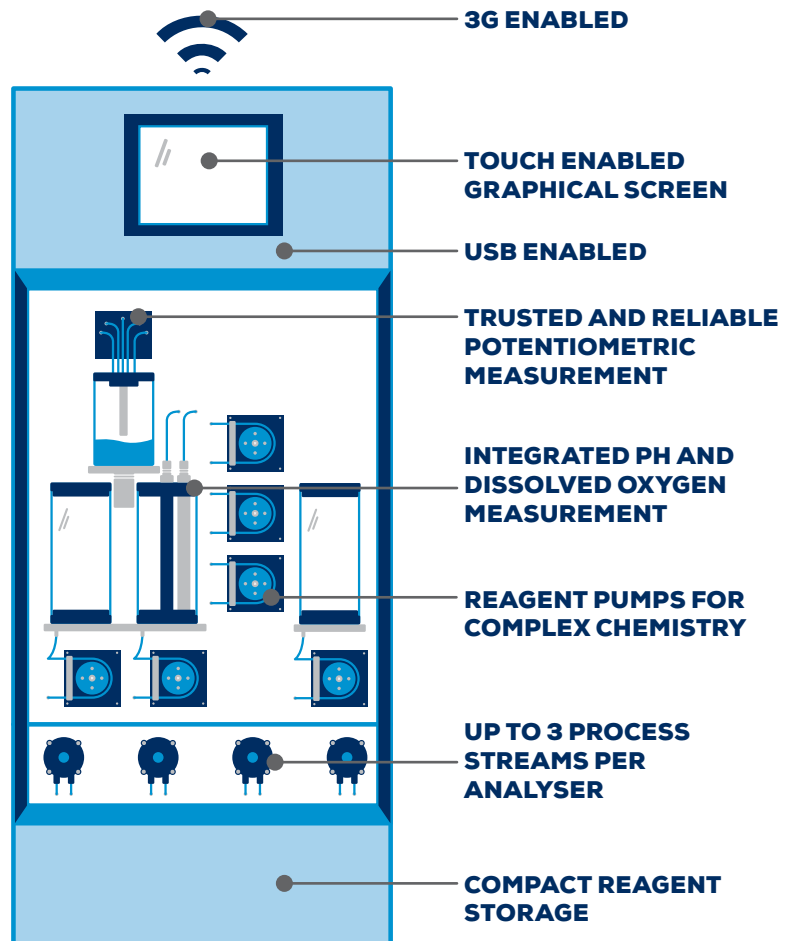 3G ENABLED
TOUCH ENABLED
GRAPHICAL SCREEN
USB ENABLED
TRUSTED AND RELIABLE
POTENTIOMETRIC
MEASUREMENT
INTEGRATED PH AND
DISSOLVED OXYGEN
MEASUREMENT
REAGENT PUMPS FOR
COMPLEX CHEMISTRY
UP TO 3 PROCESS
STREAMS PER
ANALYSER
COMPACT REAGENT
STORAGE